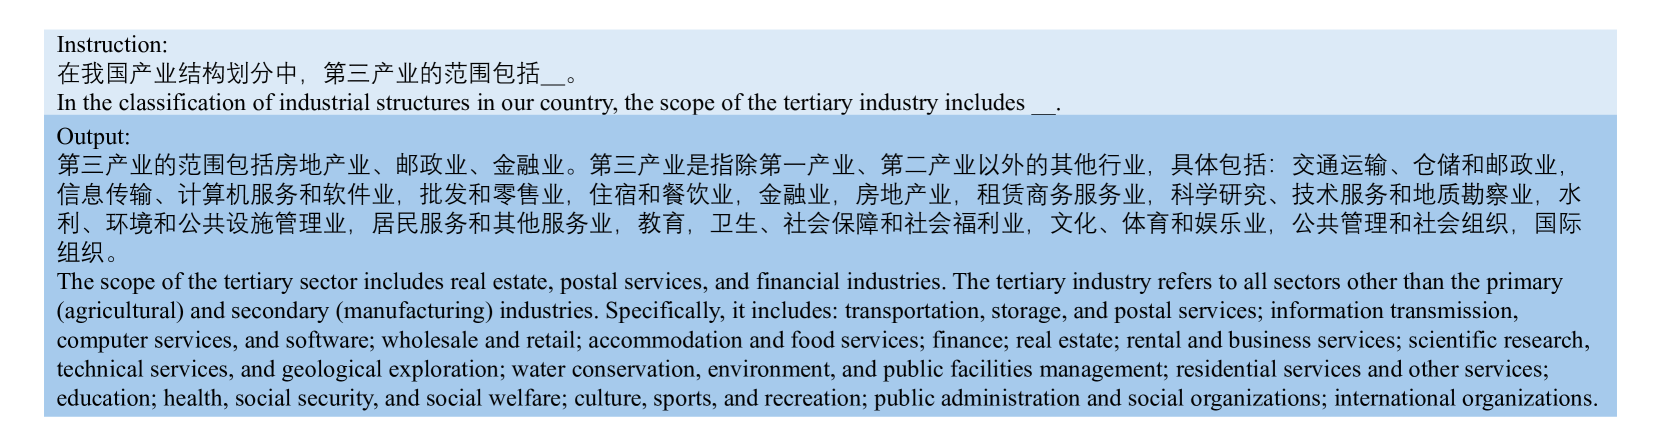 Instruction:
在我国产业结构划分中，第三产业的范围包括__。
In the classification of industrial structures in our country, the scope of the tertiary industry includes __.
Output:
第三产业的范围包括房地产业、邮政业、金融业。第三产业是指除第一产业、第二产业以外的其他行业，具体包括：交通运输、仓储和邮政业，
信息传输、计算机服务和软件业，批发和零售业，住宿和餐饮业，金融业，房地产业，租赁商务服务业，科学研究、技术服务和地质勘察业，水
利、环境和公共设施管理业，居民服务和其他服务业，教育，卫生、社会保障和社会福利业，文化、体育和娱乐业，公共管理和社会组织，国际
组织。
The scope of the tertiary sector includes real estate, postal services, and financial industries. The tertiary industry refers to all sectors other than the primary
(agricultural) and secondary (manufacturing) industries. Specifically, it includes: transportation, storage, and postal services; information transmission,
computer services, and software; wholesale and retail; accommodation and food services; finance; real estate; rental and business services; scientific research,
technical services, and geological exploration; water conservation, environment, and public facilities management; residential services and other services;
education; health, social security, and social welfare; culture, sports, and recreation; public administration and social organizations; international organizations.